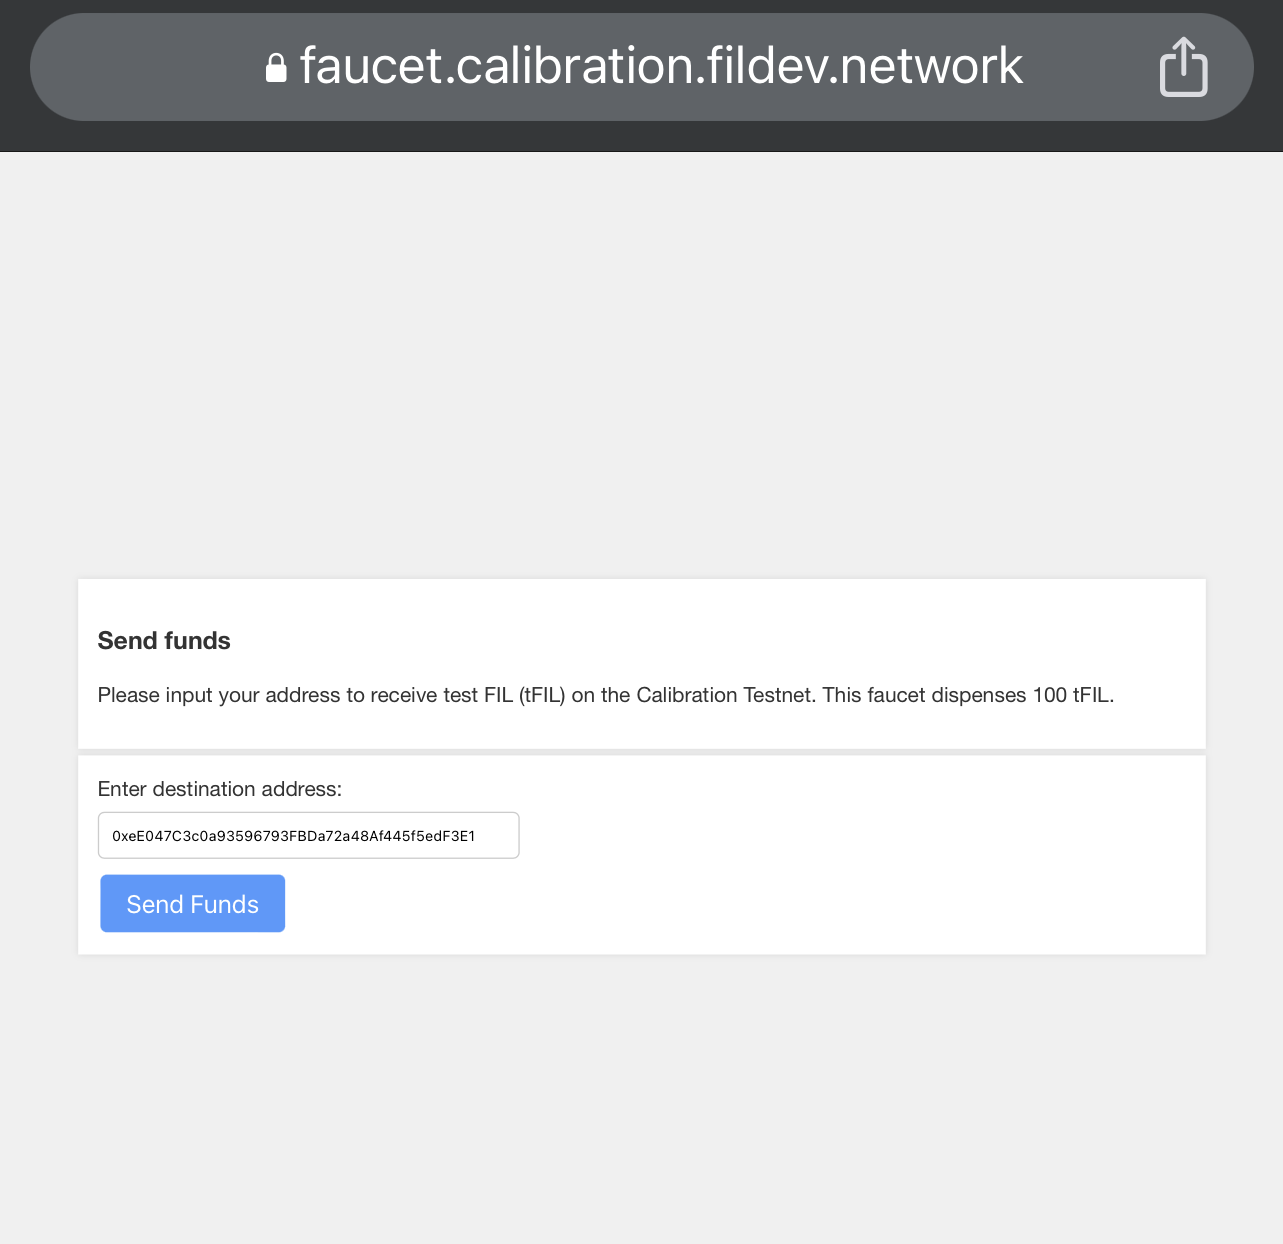 faucet.calibration.fildev.network
Send funds
Please input your address to receive test FIL (tFIL) on the Calibration Testnet. This faucet dispenses 100 tFIL.
Enter destination address:
0xeE047C3c0a93596793FBDa72a48Af445f5edF3E1
Send Funds